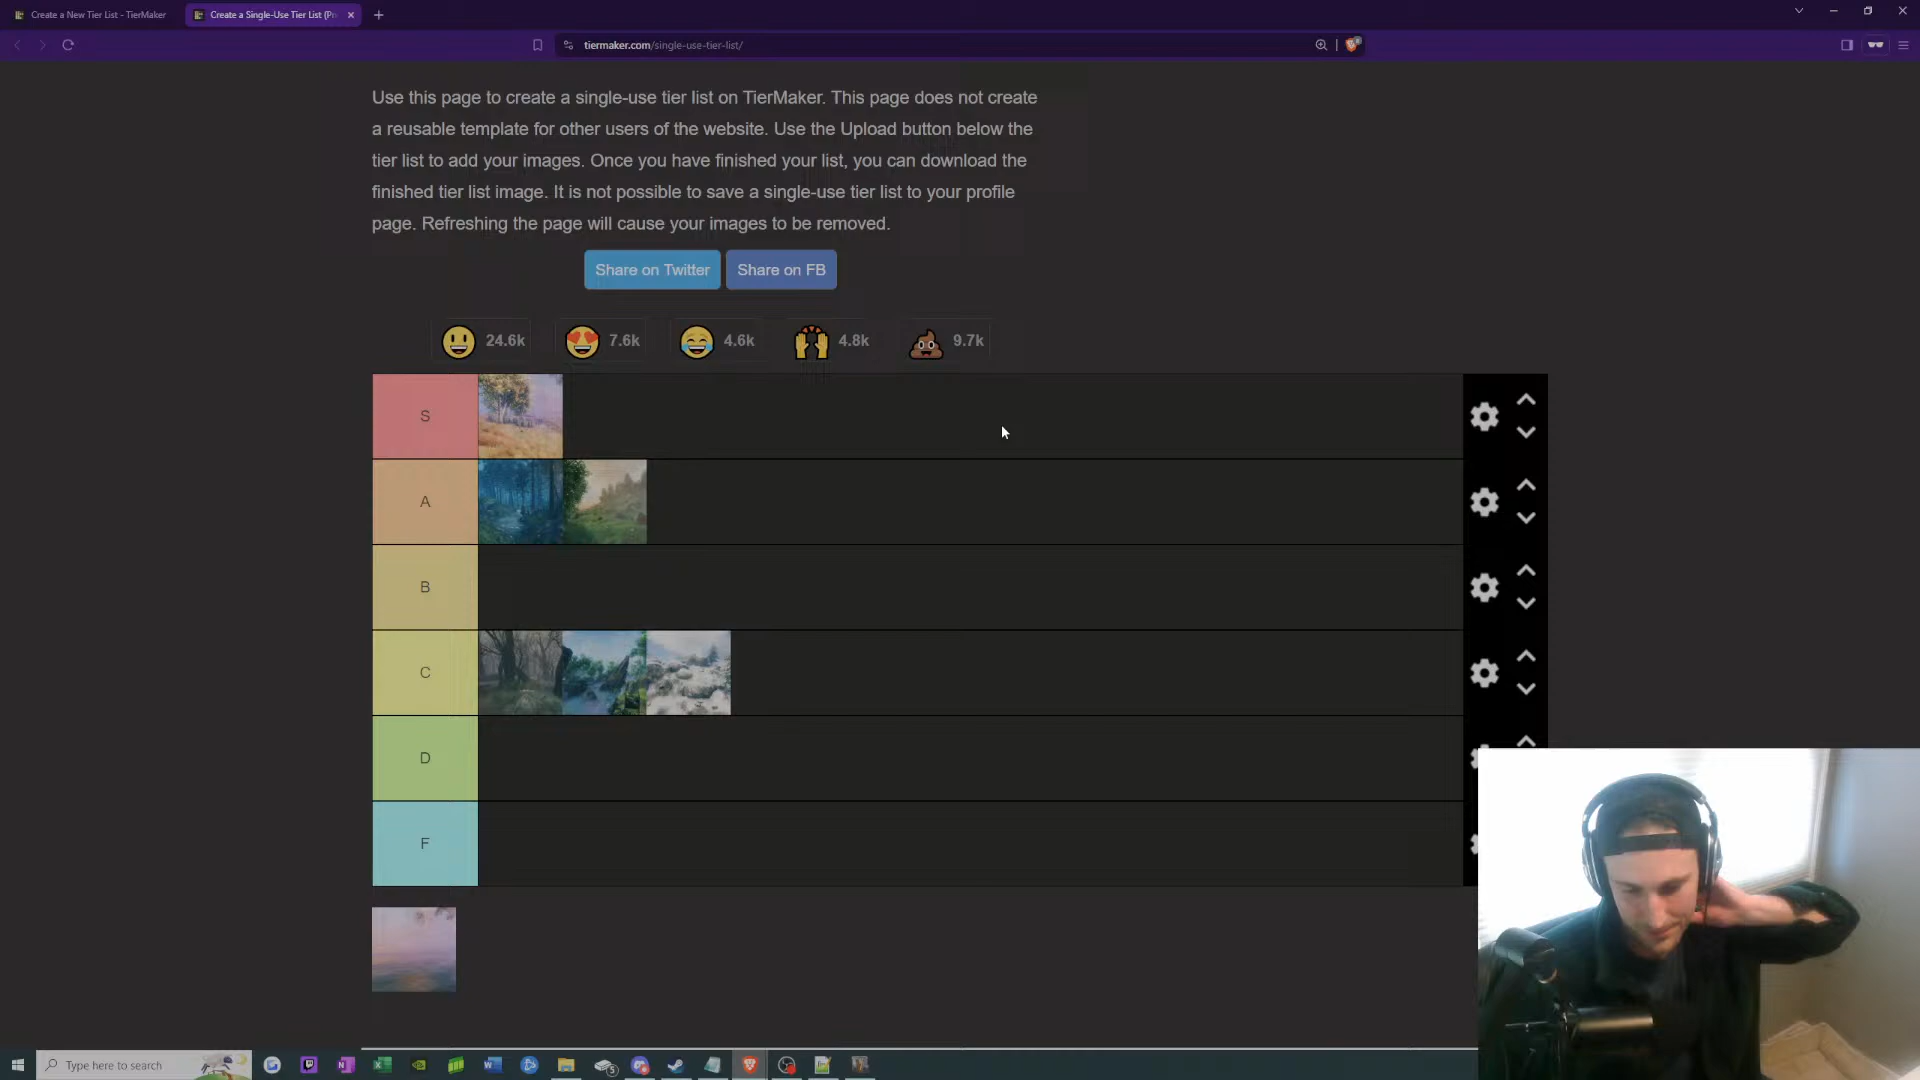 Create a New Tier List - TierMaker
Create a Single-Use Tier List (Pr
tiermaker.com/single-use-tier-list/
Use this page to create a single-use tier list on TierMaker. This page does not create
a reusable template for other users of the website. Use the Upload button below the
tier list to add your images. Once you have finished your list, you can download the
finished tier list image. It is not possible to save a single-use tier list to your profile
page. Refreshing the page will cause your images to be removed.
Share on Twitter Share on FB
24.6k 7.6k 4.6k 4.8k 9.7k
S
A
B
C
D
F
Type here to search
5